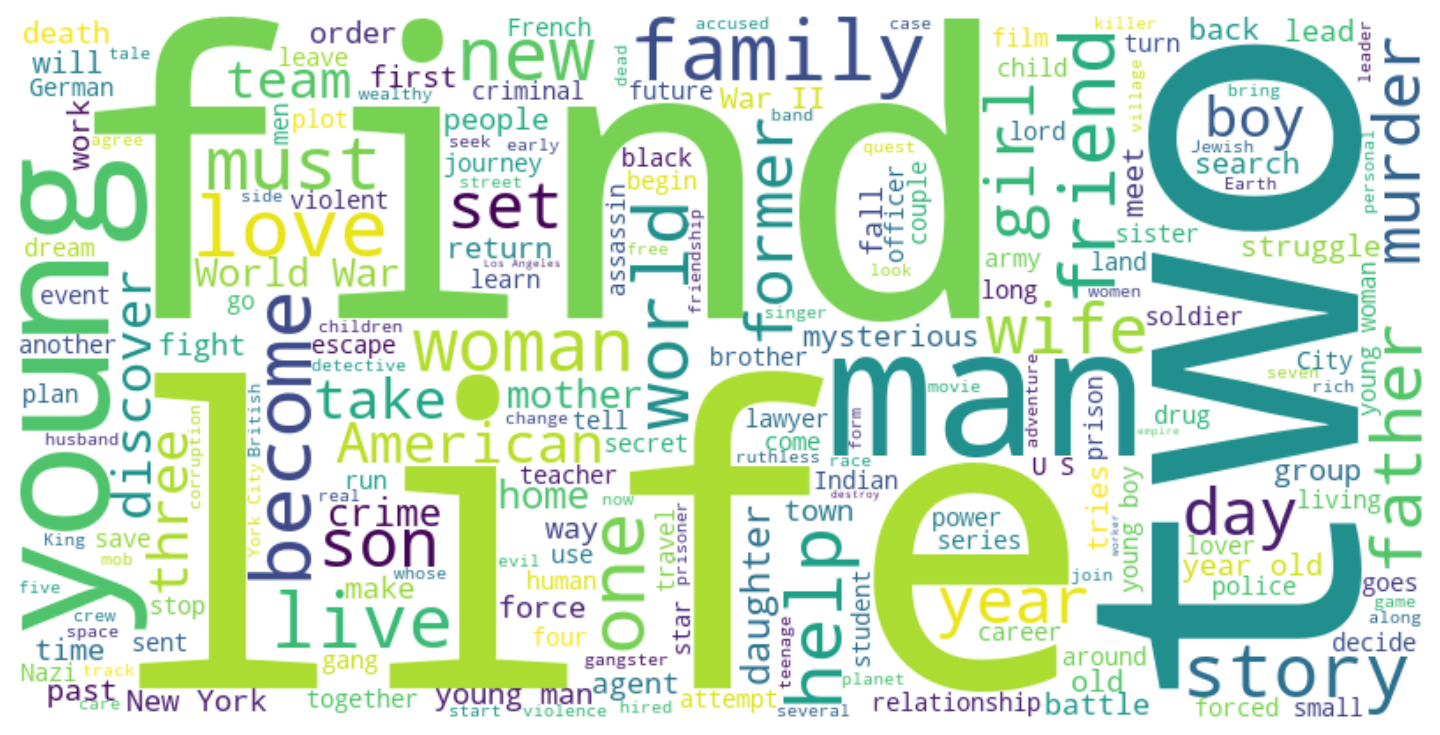 death
tale
will
German
order
leave
team
first
wealthy
French
new
criminal
dead
accused
family
case
future
War II
band
film
child
killer
turn
back
lead
leader
find
men
plot
agree
work
must
people
seek
early
journey
street
black
begin
former
quest
lord
girl
friend
village
meet
boy
bring
Jewish
search
Earth
personal
murder
two
young
side
violent
love
set
return
Los Angeles
learn
assassin
free
world
friendship
fall
officer
couple
look
army
sister
land
struggle
dream
event
discover
World War
go
long
women
soldier
another
fight
become
children
escape
detective
woman
singer
mysterious
wife
brother
City
seven
rich
young woman
father
plan
take
mother
change
tell
man
movie
adventure
prison
drug
empire
husband
three
corruption
York City
British
American
secret
lawyer
come
form
ruthless
race
Indian
destroy
U S
run
real
teacher
home
now
group
tries
young boy
worker
day
living
King
save
mob
crime
son
way
use
one
travel
prisoner
town
power
series
lover
year old
five
stop
life
whose
make
evil
human
help
student
join
police
goes
game
along
crew
space
time
sent
live
force
four
star
daughter
year
career
decide
Nazi
track
gang
gangster
teenage
planet
around
old
story
past
care
New York
together
young man
start
violence
agent
hired
attempt
several
relationship
battle
forced
small